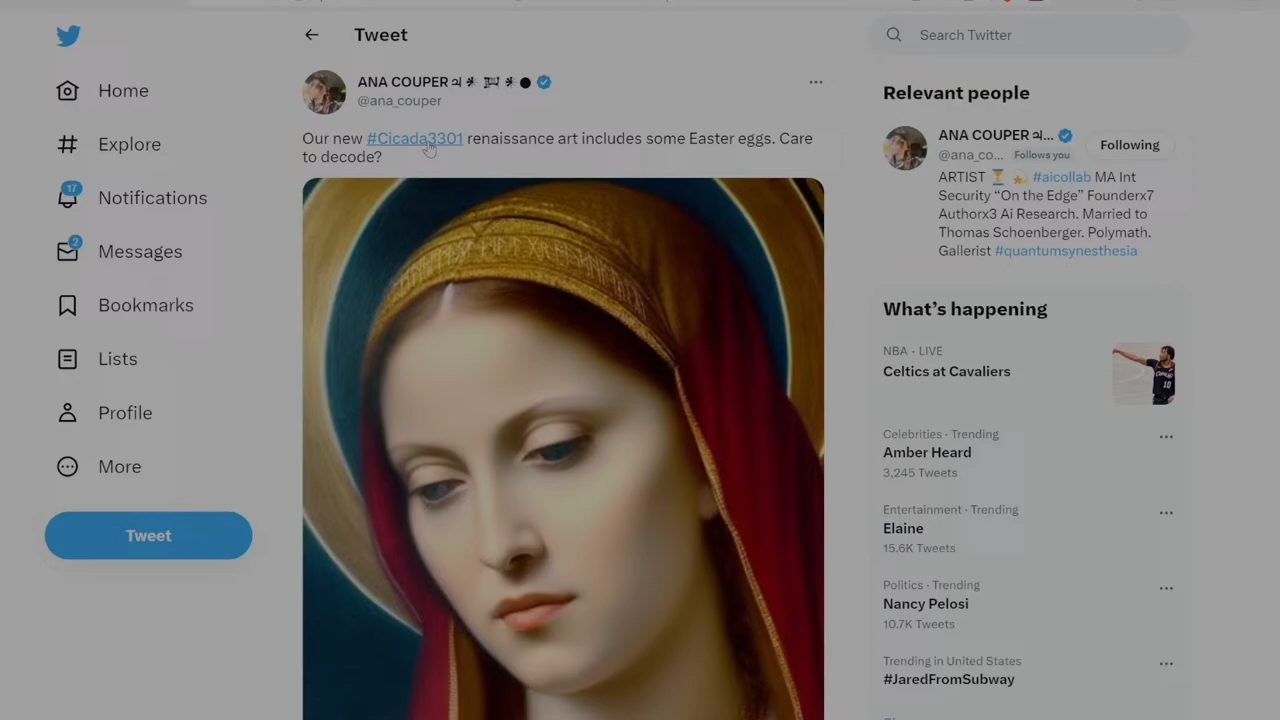 Home
Explore
17
Notifications
2
Messages
Bookmarks
Lists
Profile
More
Tweet
Tweet
ANA COUPER
@ana_couper
Our new #Cicada3301 renaissance art includes some Easter eggs. Care
to decode?
Search Twitter
Relevant people
ANA COUPER
@ana_co... Follows you
Following
ARTIST ⏳ 💫 #aicollab MA Int
Security “On the Edge” Founderx7
Authorx3 Ai Research. Married to
Thomas Schoenberger. Polymath.
Gallerist #quantumsynesthesia
What’s happening
NBA · LIVE
Celtics at Cavaliers
Celebrities · Trending
Amber Heard
3,245 Tweets
Entertainment · Trending
Elaine
15.6K Tweets
Politics · Trending
Nancy Pelosi
10.7K Tweets
Trending in United States
#JaredFromSubway